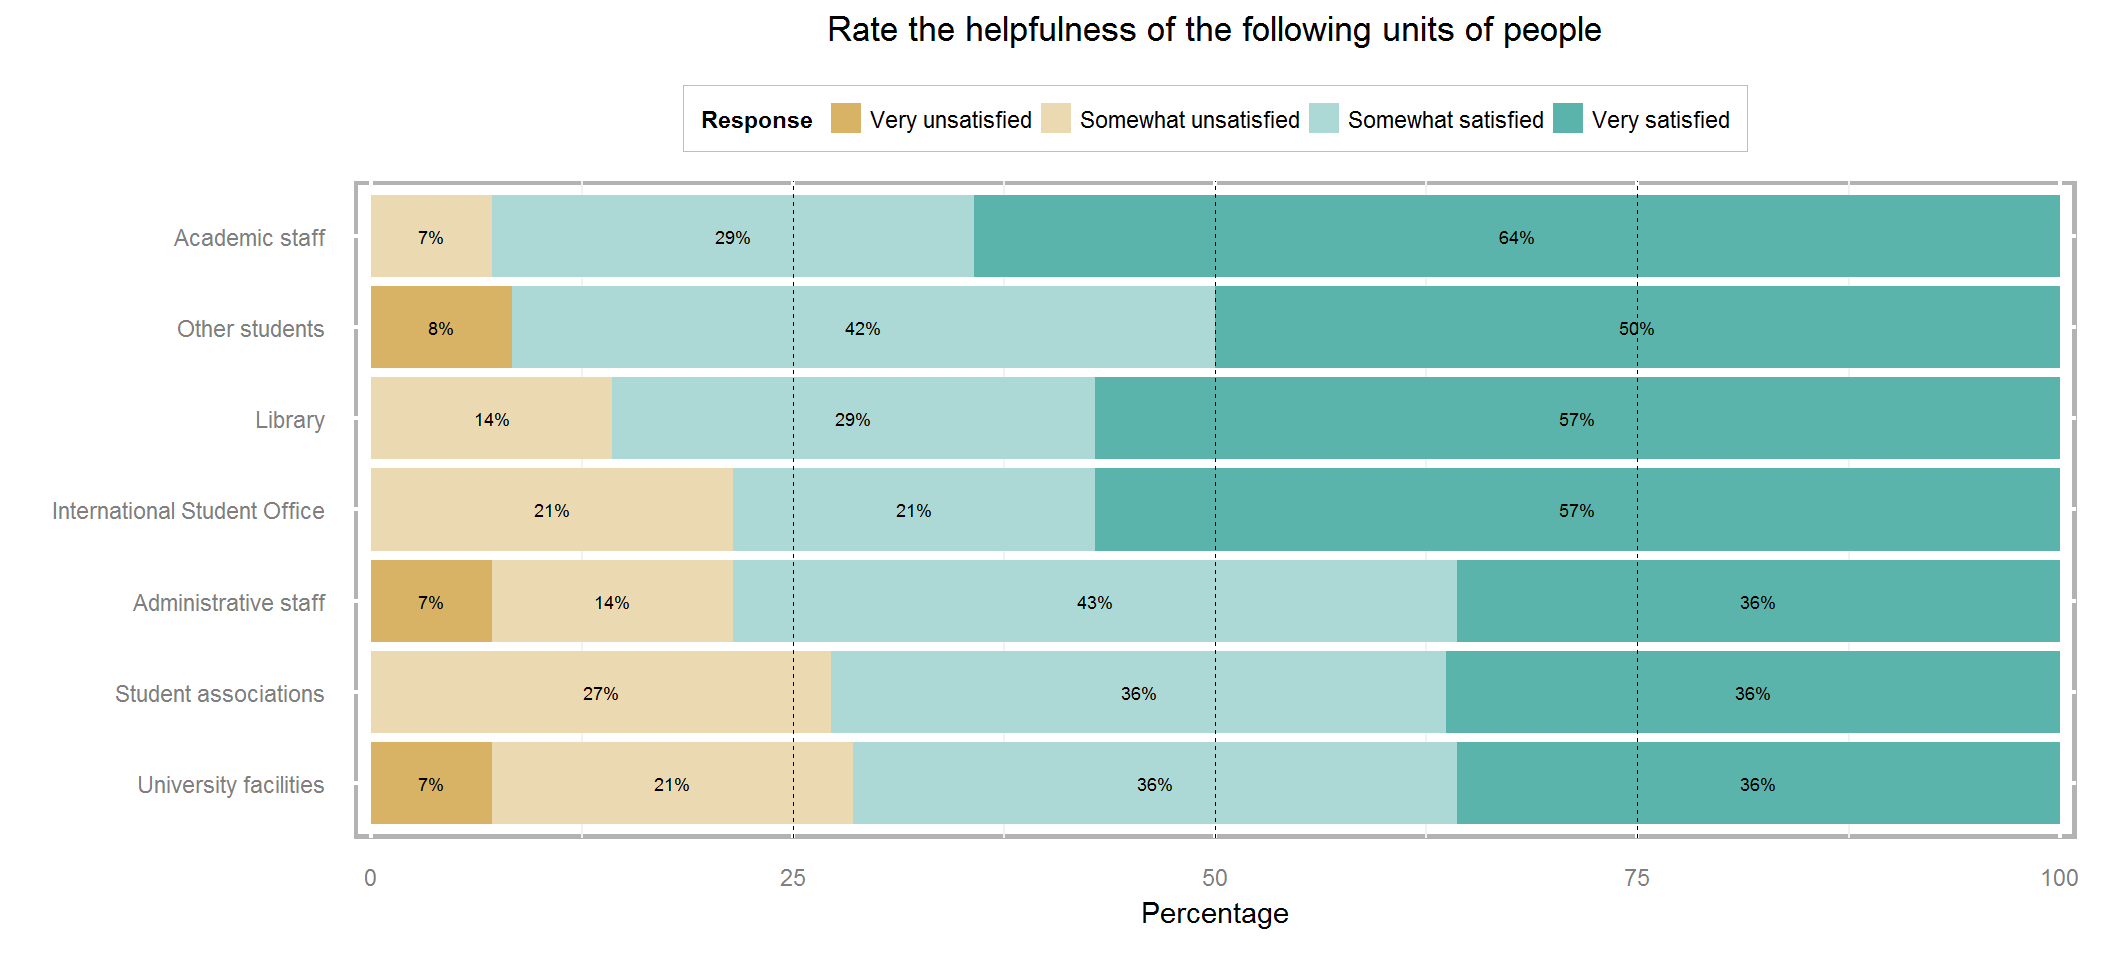 Rate the helpfulness of the following units of people
Response Very unsatisfied Somewhat unsatisfied Somewhat satisfied Very satisfied
Academic staff 7% 29% 64%
Other students 8% 42% 50%
Library 14% 29% 57%
International Student Office 21% 21% 57%
Administrative staff 7% 14% 43% 36%
Student associations 27% 36% 36%
University facilities 7% 21% 36% 36%
0 25 50 75 100
Percentage